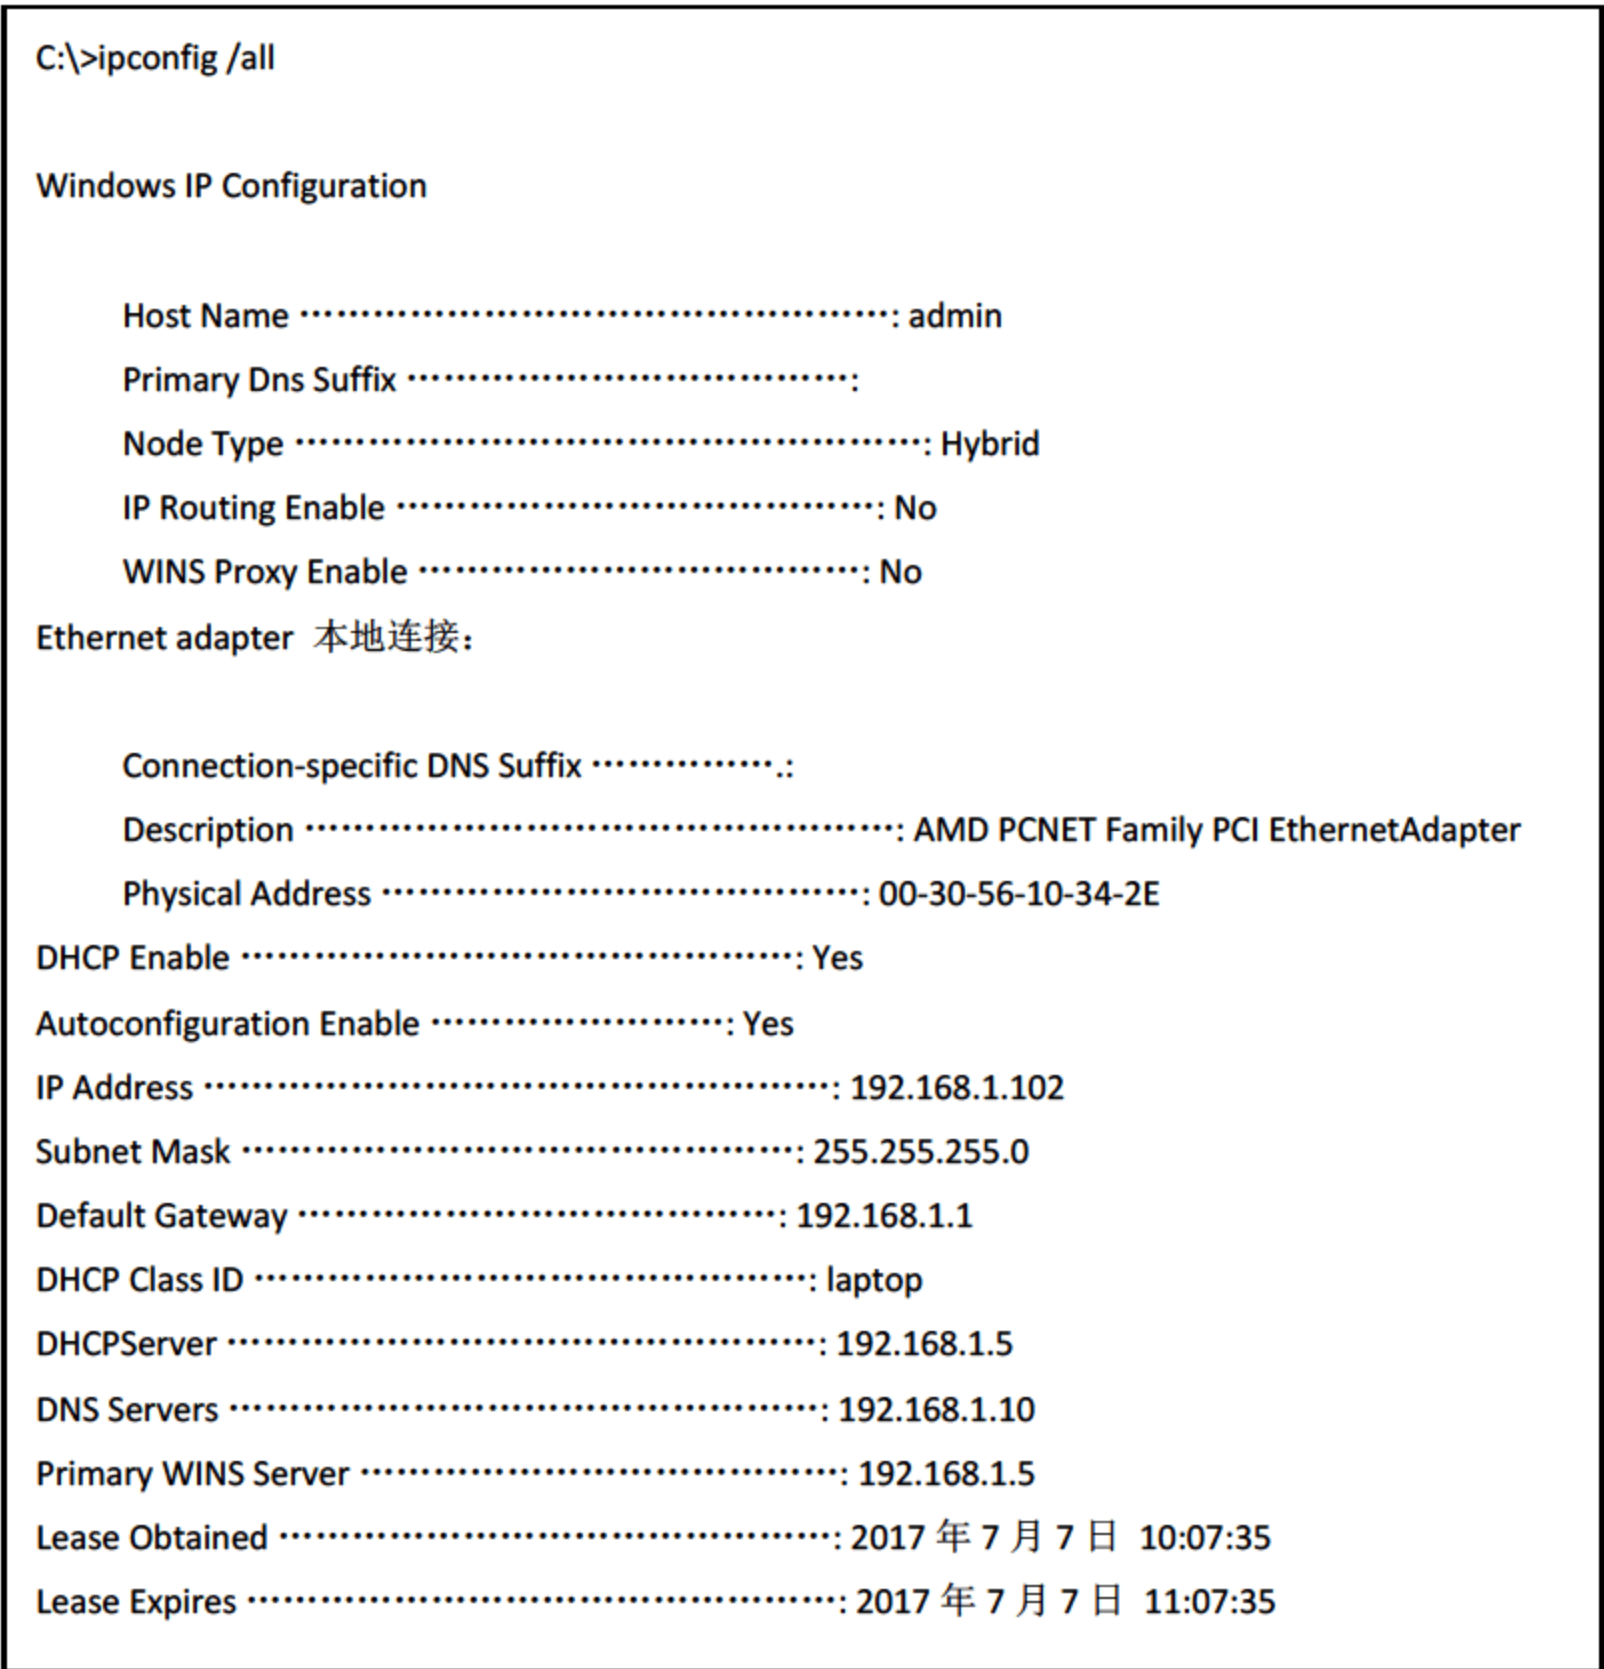 C:\>ipconfig /all
Windows IP Configuration
Host Name ················································: admin
Primary Dns Suffix ····································:
Node Type ···················································: Hybrid
IP Routing Enable ·······································: No
WINS Proxy Enable ····································: No
Ethernet adapter 本地连接：
Connection-specific DNS Suffix ···············.:
Description ················································: AMD PCNET Family PCI EthernetAdapter
Physical Address ·······································: 00-30-56-10-34-2E
DHCP Enable ·············································: Yes
Autoconfiguration Enable ························: Yes
IP Address ···················································: 192.168.1.102
Subnet Mask ·············································: 255.255.255.0
Default Gateway ·······································: 192.168.1.1
DHCP Class ID ·············································: laptop
DHCPServer ················································: 192.168.1.5
DNS Servers ················································: 192.168.1.10
Primary WINS Server ·······································: 192.168.1.5
Lease Obtained ·············································: 2017 年 7 月 7 日 10:07:35
Lease Expires ················································: 2017 年 7 月 7 日 11:07:35